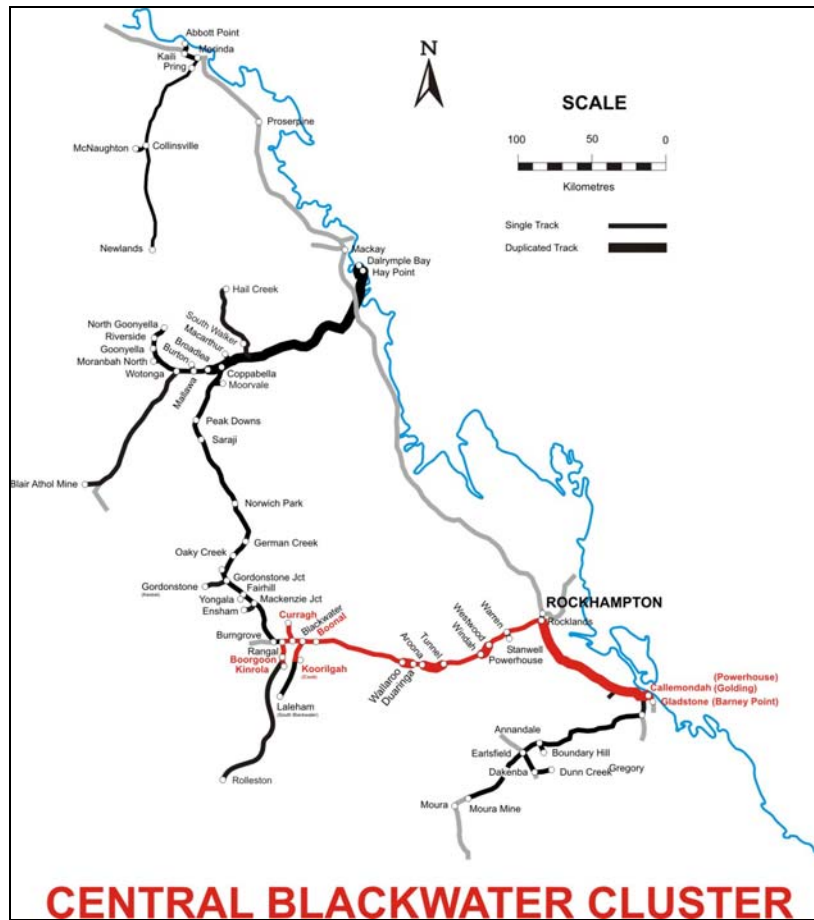 Abbott Point
Kaili
Merinda
Pring
N
SCALE
100
50
0
Kilometres
Single Track
Duplicated Track
Proserpine
McNaughton
Collinsville
Newlands
Mackay
Dalrymple Bay
Hay Point
Hail Creek
North Goonyella
Riverside
Goonyella
Moranbah North
Wotonga
South Walker
Macarthur
Broadlea
Burton
Mallawa
Coppabella
Moorvale
Peak Downs
Saraji
Blair Athol Mine
Norwich Park
German Creek
Oaky Creek
Gordonstone Jct
Gordonstone
Fairhill
Yongala
Mackenzie Jct
Ensham
Curragh
Blackwater
Boonal
Burngrove
Rangal
Boorgoon
Kinrola
Koorilgah
(Cook)
Laleham
(South Blackwater)
Rolleston
Wallaroo
Duaringa
Aroona
Tunnel
Windah
Westwood
Warren
Stanwell
Powerhouse
ROCKHAMPTON
Rocklands
(Powerhouse)
Callemondah (Golding)
Gladstone (Barney Point)
Annandale
Earlsfield
Boundary Hill
Dakenba
Dunn Creek
Gregory
Moura
Moura Mine
CENTRAL BLACKWATER CLUSTER